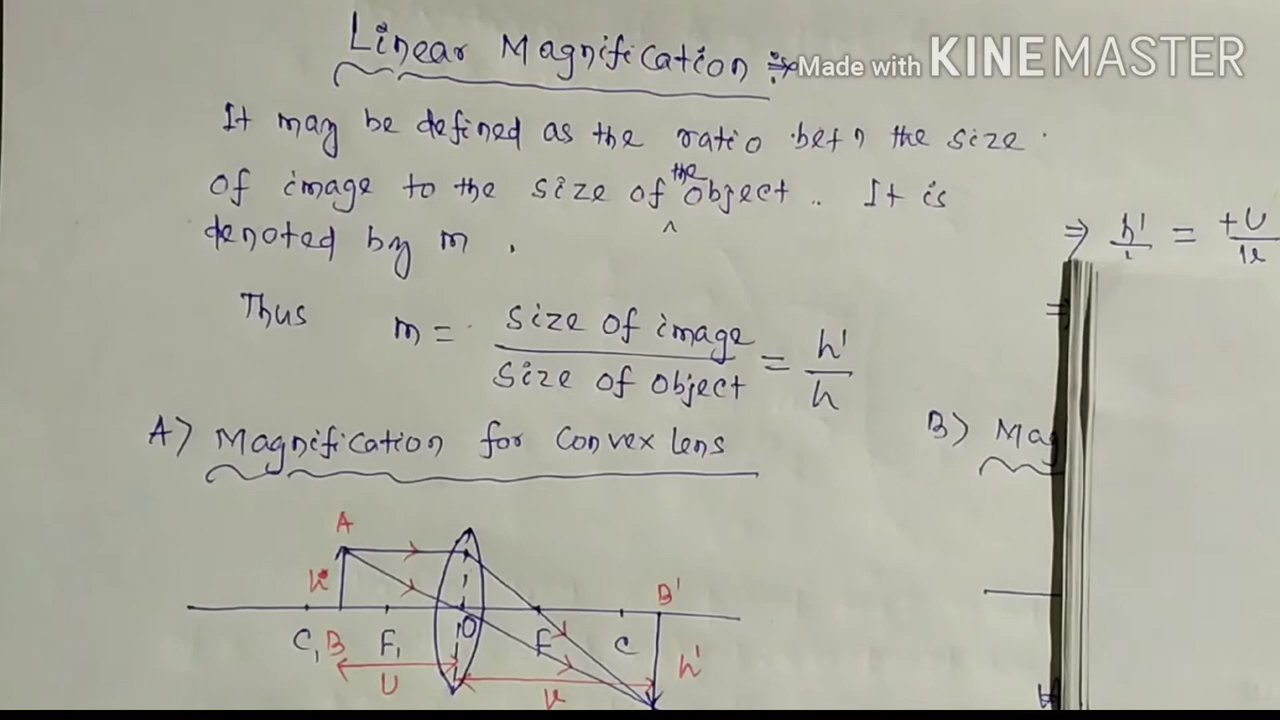 Linear Magnification :-
Made with KINEMASTER
It may be defined as the ratio betn the size
of image to the size of the object .. It is
denoted by m .
Thus m = size of image / size of object = h' / h
A) Magnification for convex lens
A
h
C₁ B F₁ O F C B'
U v h'
⇒ h' = +v / u
B) Mag